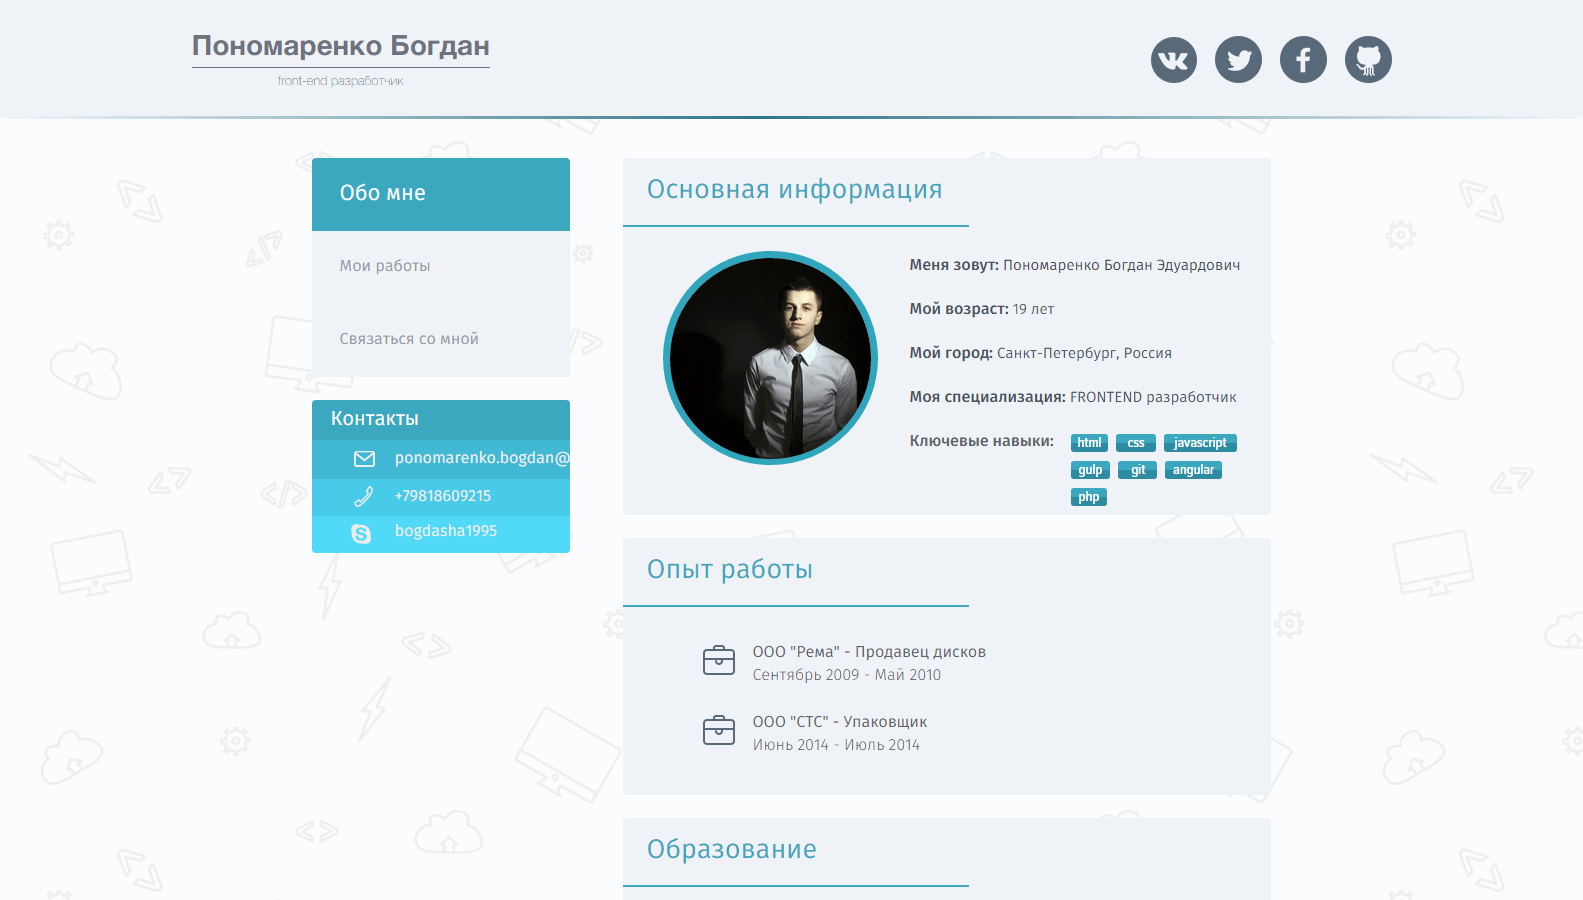 Пономаренко Богдан
front-end разработчик
Обо мне
Мои работы
Связаться со мной
Контакты
ponomarenko.bogdan@
+79818609215
bogdasha1995
Основная информация
Меня зовут: Пономаренко Богдан Эдуардович
Мой возраст: 19 лет
Мой город: Санкт-Петербург, Россия
Моя специализация: FRONTEND разработчик
Ключевые навыки: html css javascript
gulp git angular
php
Опыт работы
ООО "Рема" - Продавец дисков
Сентябрь 2009 - Май 2010
ООО "СТС" - Упаковщик
Июнь 2014 - Июль 2014
Образование